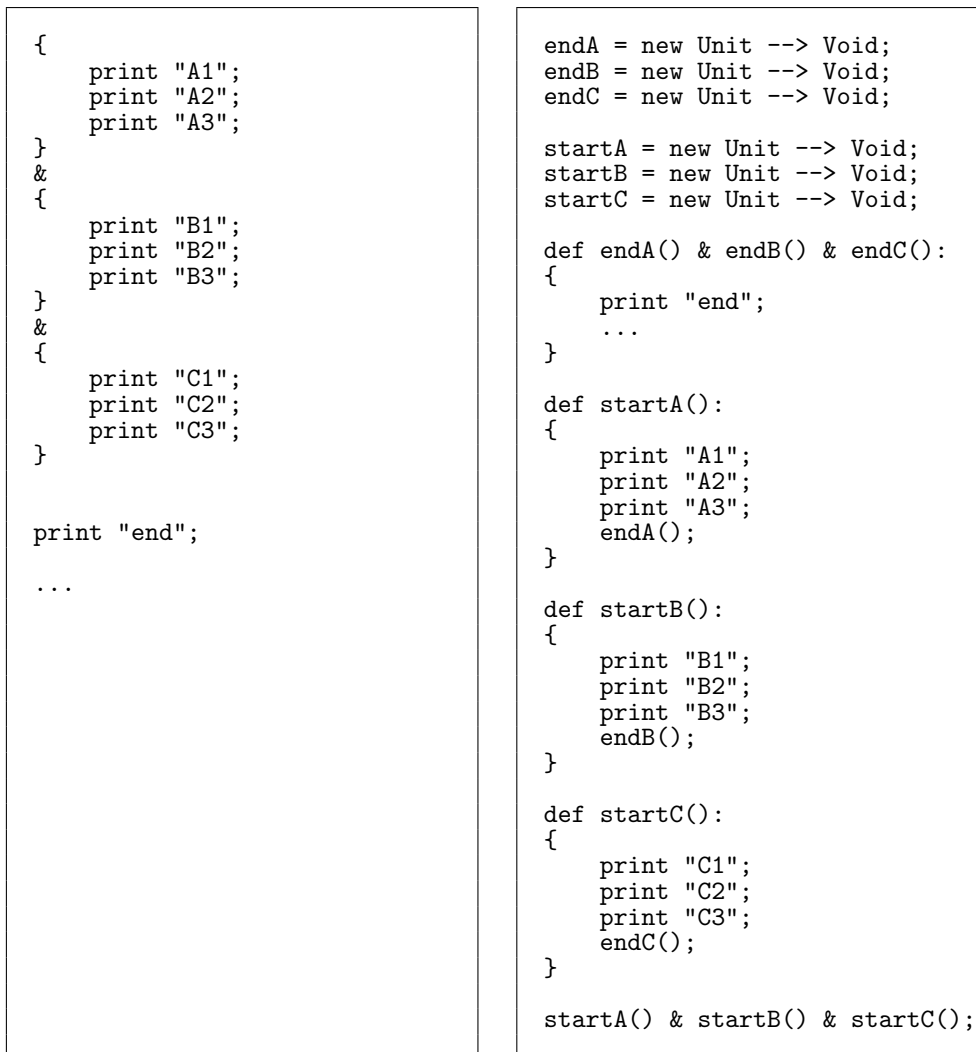 {
    print "A1";
    print "A2";
    print "A3";
}
&
{
    print "B1";
    print "B2";
    print "B3";
}
&
{
    print "C1";
    print "C2";
    print "C3";
}
print "end";
...
endA = new Unit --> Void;
endB = new Unit --> Void;
endC = new Unit --> Void;
startA = new Unit --> Void;
startB = new Unit --> Void;
startC = new Unit --> Void;
def endA() & endB() & endC():
{
    print "end";
    ...
}
def startA():
{
    print "A1";
    print "A2";
    print "A3";
    endA();
}
def startB():
{
    print "B1";
    print "B2";
    print "B3";
    endB();
}
def startC():
{
    print "C1";
    print "C2";
    print "C3";
    endC();
}
startA() & startB() & startC();